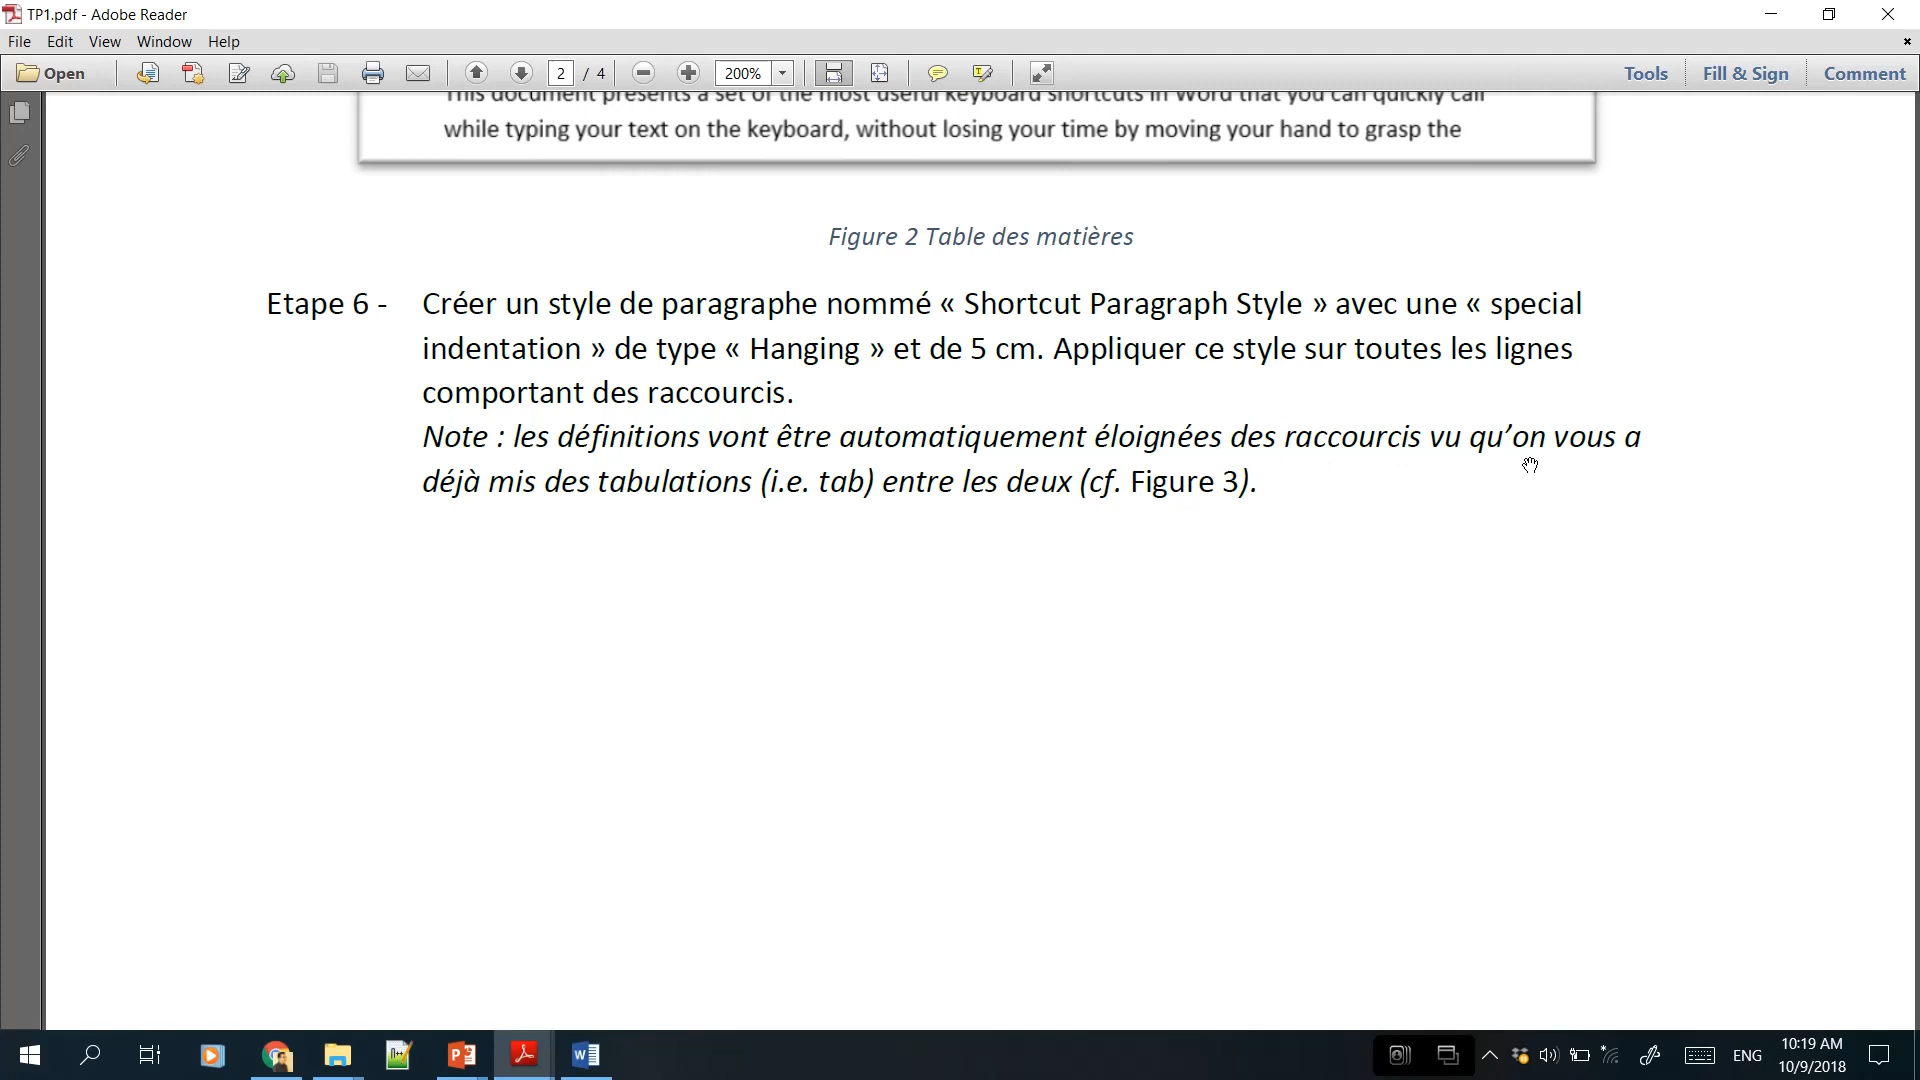 TP1.pdf - Adobe Reader
File Edit View Window Help
Open 2 / 4 200% Tools Fill & Sign Comment
This document presents a set of the most useful keyboard shortcuts in Word that you can quickly call
while typing your text on the keyboard, without losing your time by moving your hand to grasp the
Figure 2 Table des matières
Etape 6 - Créer un style de paragraphe nommé « Shortcut Paragraph Style » avec une « special
indentation » de type « Hanging » et de 5 cm. Appliquer ce style sur toutes les lignes
comportant des raccourcis.
Note : les définitions vont être automatiquement éloignées des raccourcis vu qu’on vous a
déjà mis des tabulations (i.e. tab) entre les deux (cf. Figure 3).
ENG
10:19 AM
10/9/2018